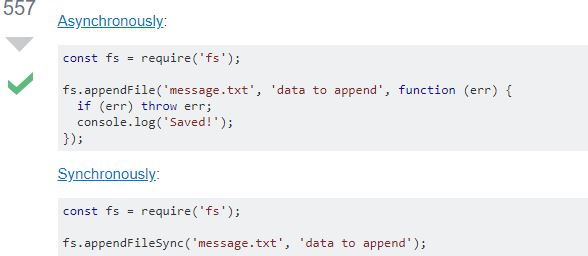 557
Asynchronously:
const fs = require('fs');
fs.appendFile('message.txt', 'data to append', function (err) {
  if (err) throw err;
  console.log('Saved!');
});
Synchronously:
const fs = require('fs');
fs.appendFileSync('message.txt', 'data to append');